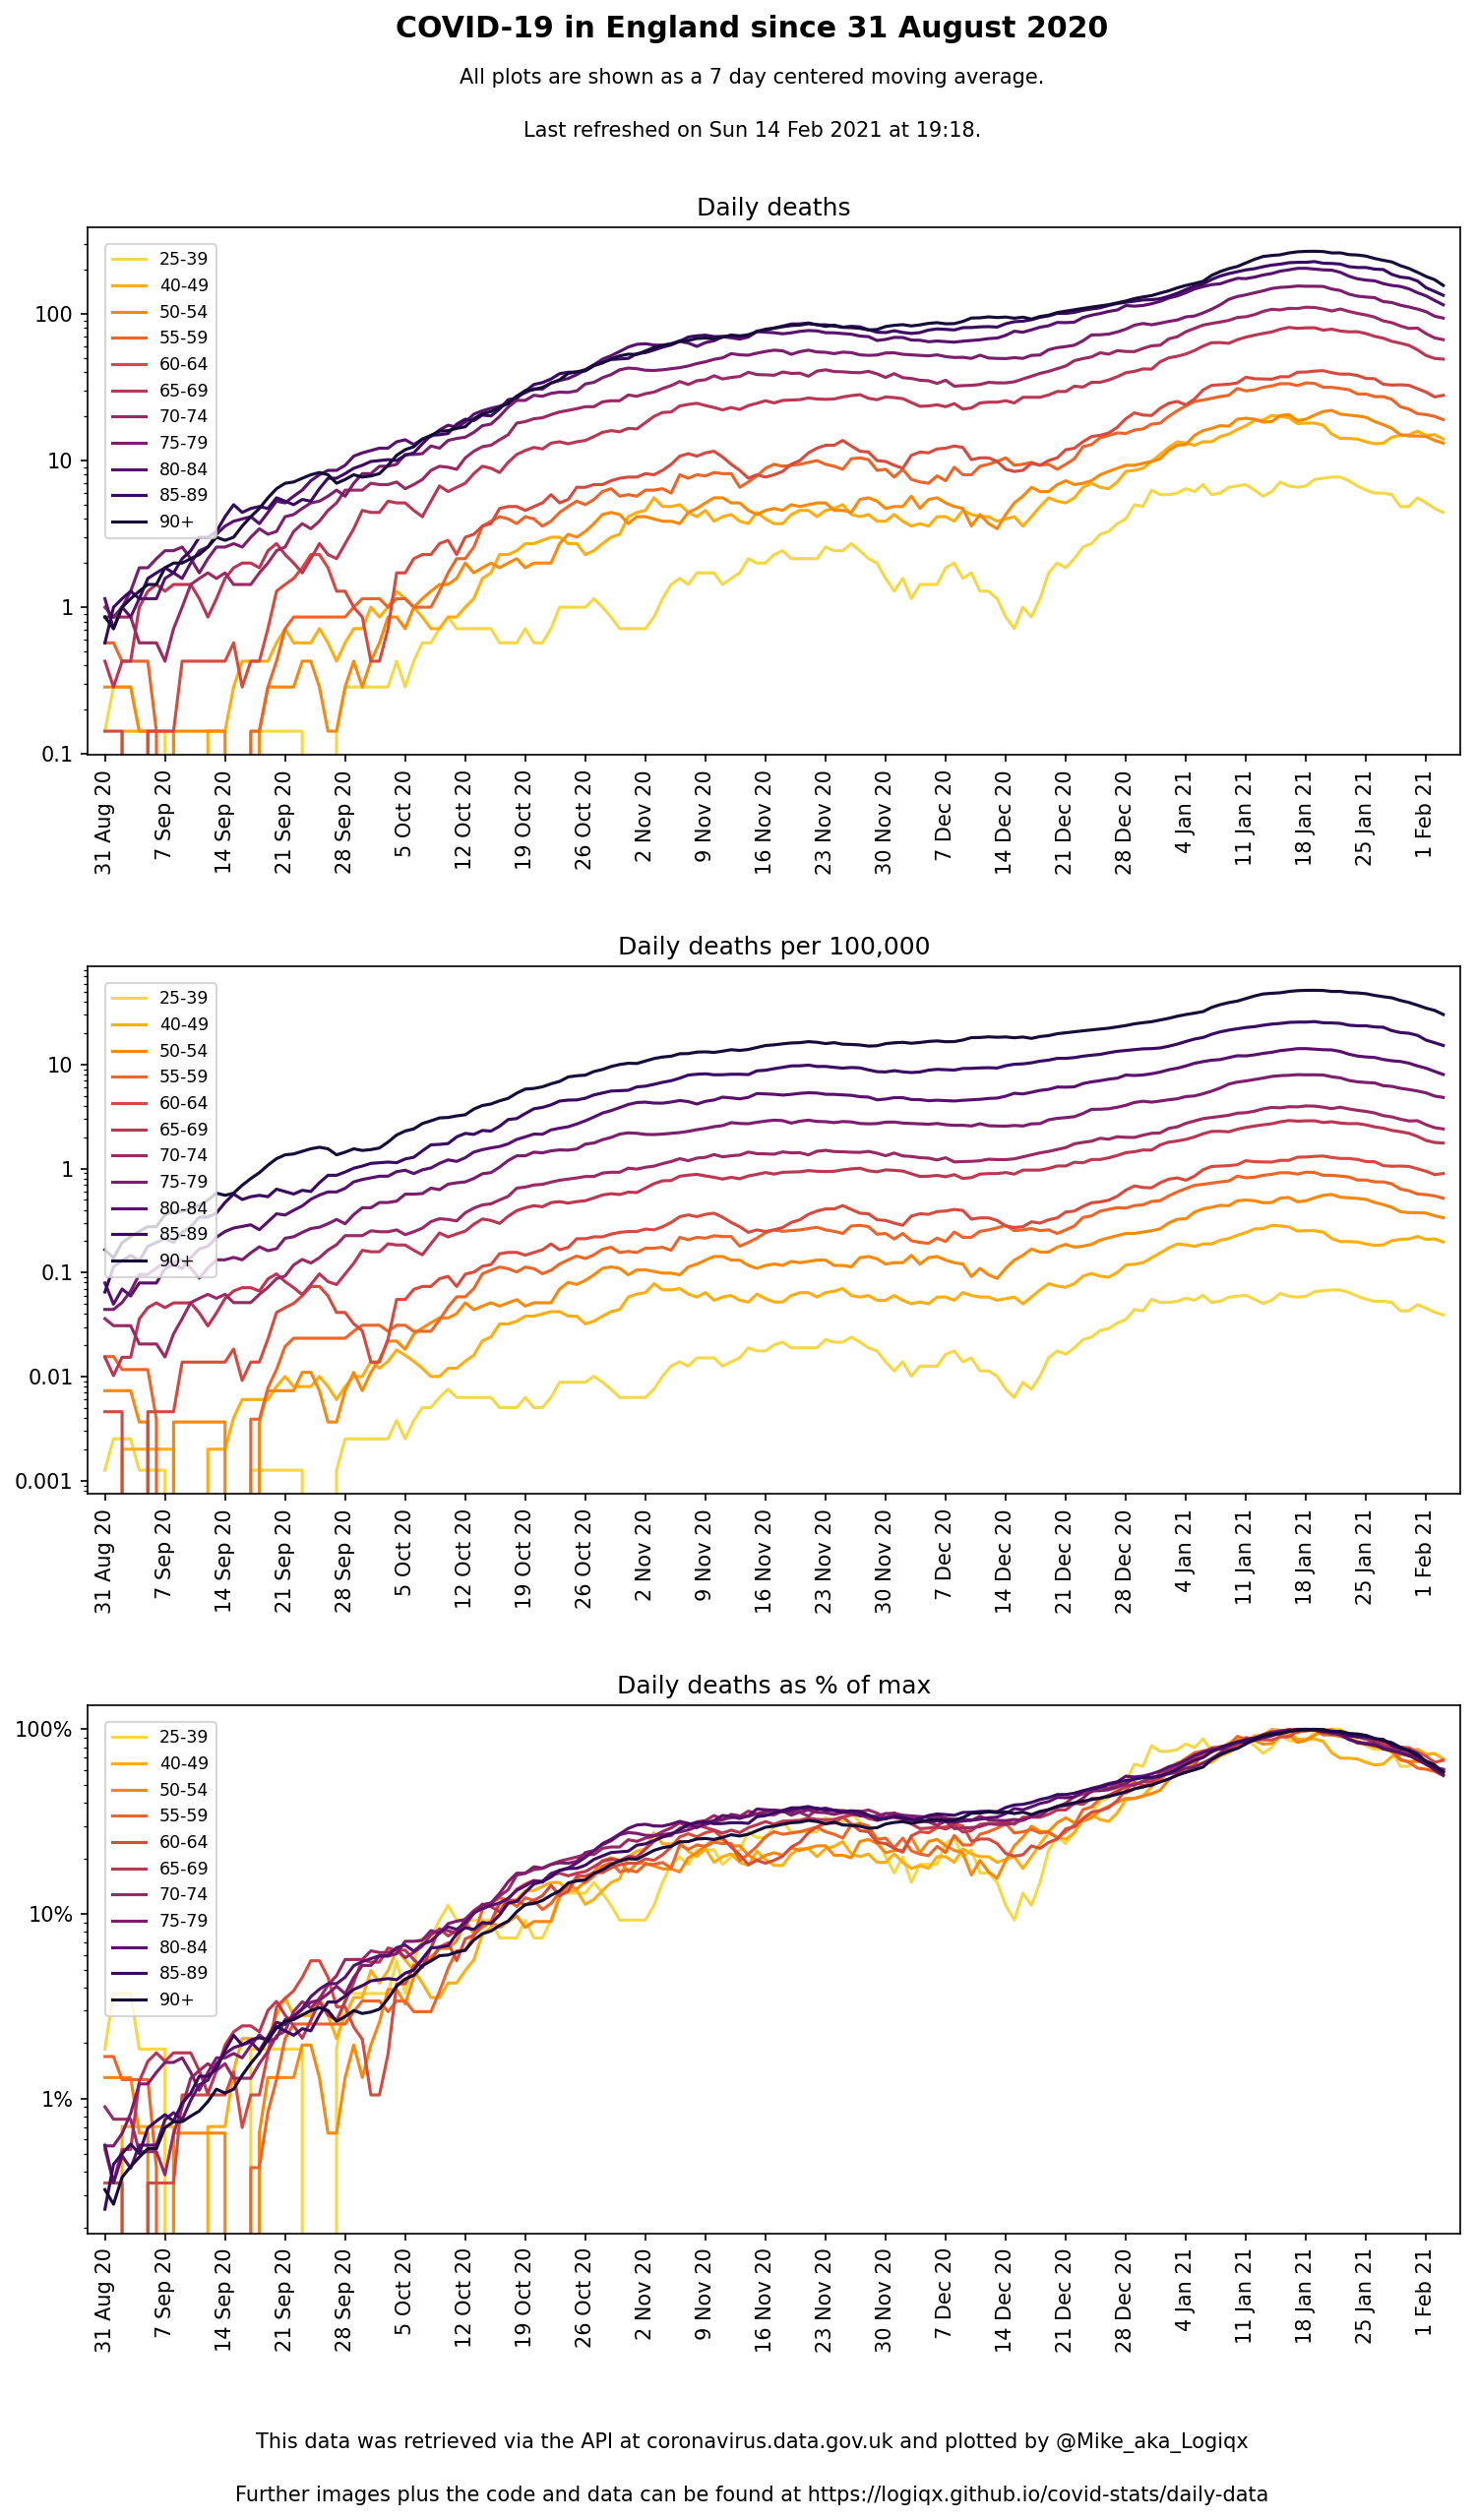 COVID-19 in England since 31 August 2020
All plots are shown as a 7 day centered moving average.
Last refreshed on Sun 14 Feb 2021 at 19:18.
Daily deaths
25-39
40-49
50-54
55-59
60-64
65-69
70-74
75-79
80-84
85-89
90+
100
10
1
0.1
31 Aug 20
7 Sep 20
14 Sep 20
21 Sep 20
28 Sep 20
5 Oct 20
12 Oct 20
19 Oct 20
26 Oct 20
2 Nov 20
9 Nov 20
16 Nov 20
23 Nov 20
30 Nov 20
7 Dec 20
14 Dec 20
21 Dec 20
28 Dec 20
4 Jan 21
11 Jan 21
18 Jan 21
25 Jan 21
1 Feb 21
Daily deaths per 100,000
25-39
40-49
50-54
55-59
60-64
65-69
70-74
75-79
80-84
85-89
90+
10
1
0.1
0.01
0.001
31 Aug 20
7 Sep 20
14 Sep 20
21 Sep 20
28 Sep 20
5 Oct 20
12 Oct 20
19 Oct 20
26 Oct 20
2 Nov 20
9 Nov 20
16 Nov 20
23 Nov 20
30 Nov 20
7 Dec 20
14 Dec 20
21 Dec 20
28 Dec 20
4 Jan 21
11 Jan 21
18 Jan 21
25 Jan 21
1 Feb 21
Daily deaths as % of max
25-39
40-49
50-54
55-59
60-64
65-69
70-74
75-79
80-84
85-89
90+
100%
10%
1%
31 Aug 20
7 Sep 20
14 Sep 20
21 Sep 20
28 Sep 20
5 Oct 20
12 Oct 20
19 Oct 20
26 Oct 20
2 Nov 20
9 Nov 20
16 Nov 20
23 Nov 20
30 Nov 20
7 Dec 20
14 Dec 20
21 Dec 20
28 Dec 20
4 Jan 21
11 Jan 21
18 Jan 21
25 Jan 21
1 Feb 21
This data was retrieved via the API at coronavirus.data.gov.uk and plotted by @Mike_aka_Logiqx
Further images plus the code and data can be found at https://logiqx.github.io/covid-stats/daily-data